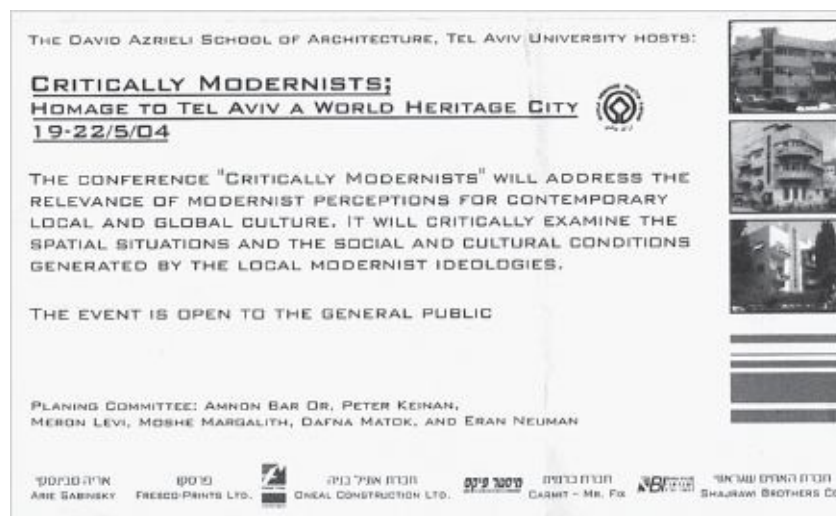 THE DAVID AZRIELI SCHOOL OF ARCHITECTURE, TEL AVIV UNIVERSITY HOSTS:
CRITICALLY MODERNISTS;
HOMAGE TO TEL AVIV A WORLD HERITAGE CITY
19-22/5/04
THE CONFERENCE "CRITICALLY MODERNISTS" WILL ADDRESS THE
RELEVANCE OF MODERNIST PERCEPTIONS FOR CONTEMPORARY
LOCAL AND GLOBAL CULTURE. IT WILL CRITICALLY EXAMINE THE
SPATIAL SITUATIONS AND THE SOCIAL AND CULTURAL CONDITIONS
GENERATED BY THE LOCAL MODERNIST IDEOLOGIES.
THE EVENT IS OPEN TO THE GENERAL PUBLIC
PLANING COMMITTEE: AMNON BAR OR, PETER KEINAN,
MERON LEVI, MOSHE MARGALITH, DAFNA MATOK, AND ERAN NEUMAN
אריה סבינסקי פרסקו חברת אוניל בניה מיסטר פיקס חברת כרמית חברת האחים שגראווי
ARIE SABINSKY FRESCO-PRINTS LTD. ONEAL CONSTRUCTION LTD. CARMIT - MR. FIX SHAJRAWI BROTHERS